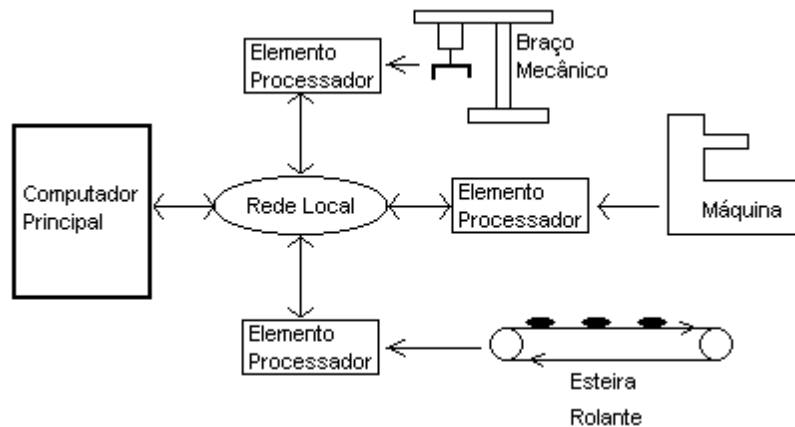 Elemento
Processador
Braço
Mecânico
Computador
Principal
Rede Local
Elemento
Processador
Máquina
Elemento
Processador
Esteira
Rolante